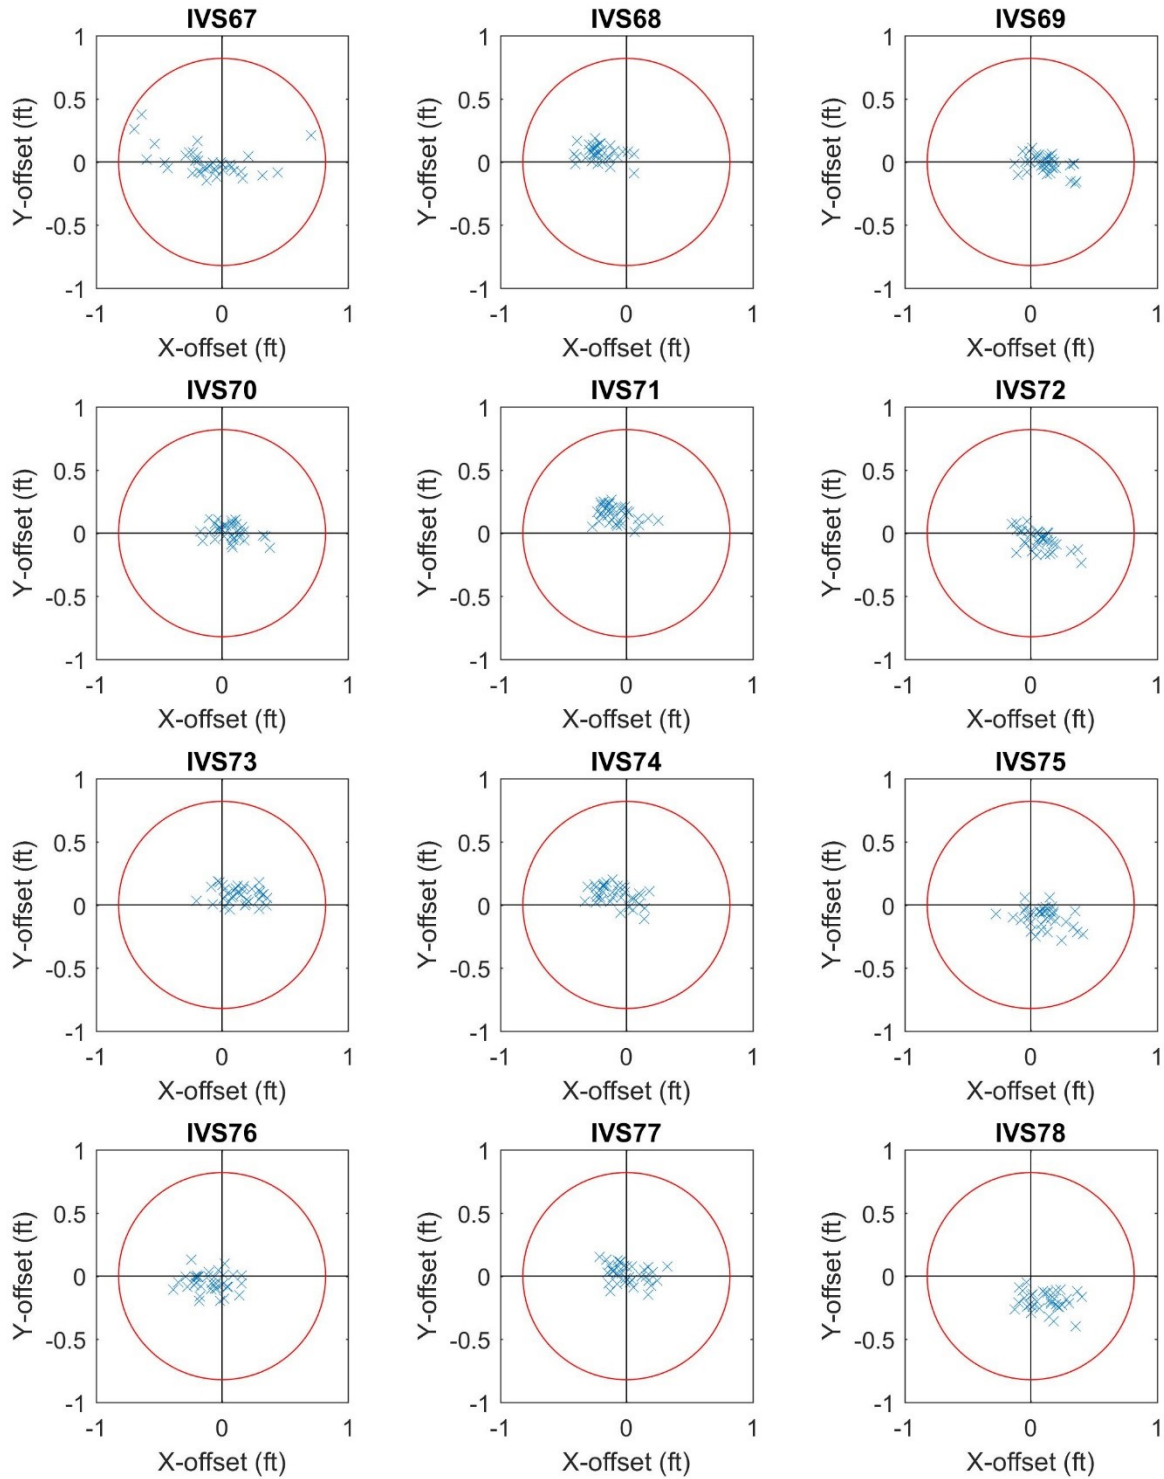 IVS67 IVS68 IVS69
1 1 1
0.5 0.5 0.5
Y-offset (ft) Y-offset (ft) Y-offset (ft)
0 0 0
-0.5 -0.5 -0.5
-1 -1 -1
-1 0 1 -1 0 1 -1 0 1
X-offset (ft) X-offset (ft) X-offset (ft)
IVS70 IVS71 IVS72
1 1 1
0.5 0.5 0.5
Y-offset (ft) Y-offset (ft) Y-offset (ft)
0 0 0
-0.5 -0.5 -0.5
-1 -1 -1
-1 0 1 -1 0 1 -1 0 1
X-offset (ft) X-offset (ft) X-offset (ft)
IVS73 IVS74 IVS75
1 1 1
0.5 0.5 0.5
Y-offset (ft) Y-offset (ft) Y-offset (ft)
0 0 0
-0.5 -0.5 -0.5
-1 -1 -1
-1 0 1 -1 0 1 -1 0 1
X-offset (ft) X-offset (ft) X-offset (ft)
IVS76 IVS77 IVS78
1 1 1
0.5 0.5 0.5
Y-offset (ft) Y-offset (ft) Y-offset (ft)
0 0 0
-0.5 -0.5 -0.5
-1 -1 -1
-1 0 1 -1 0 1 -1 0 1
X-offset (ft) X-offset (ft) X-offset (ft)